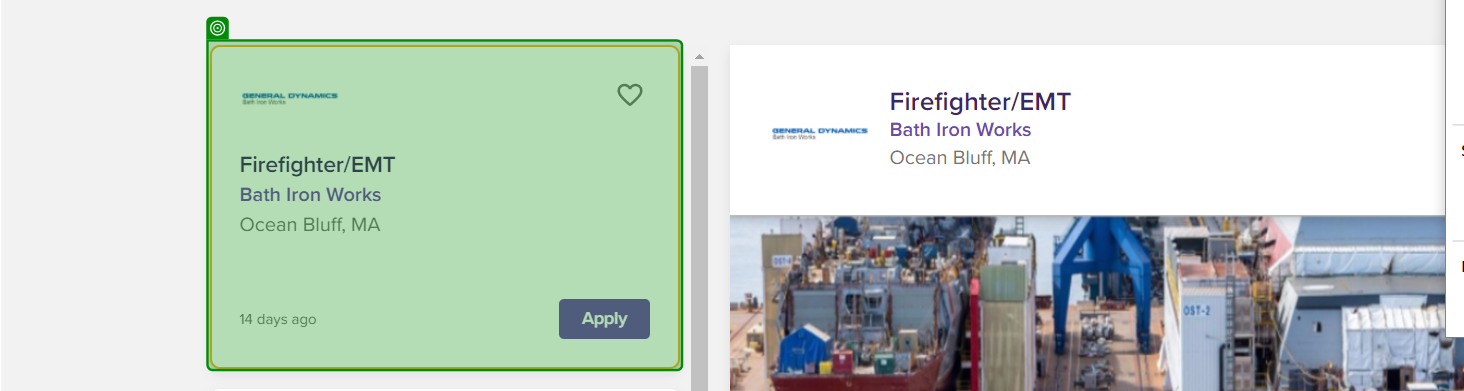 GENERAL DYNAMICS
Bath Iron Works
Firefighter/EMT
Bath Iron Works
Ocean Bluff, MA
14 days ago
Apply
GENERAL DYNAMICS
Bath Iron Works
Firefighter/EMT
Bath Iron Works
Ocean Bluff, MA
OST-4
OST-2